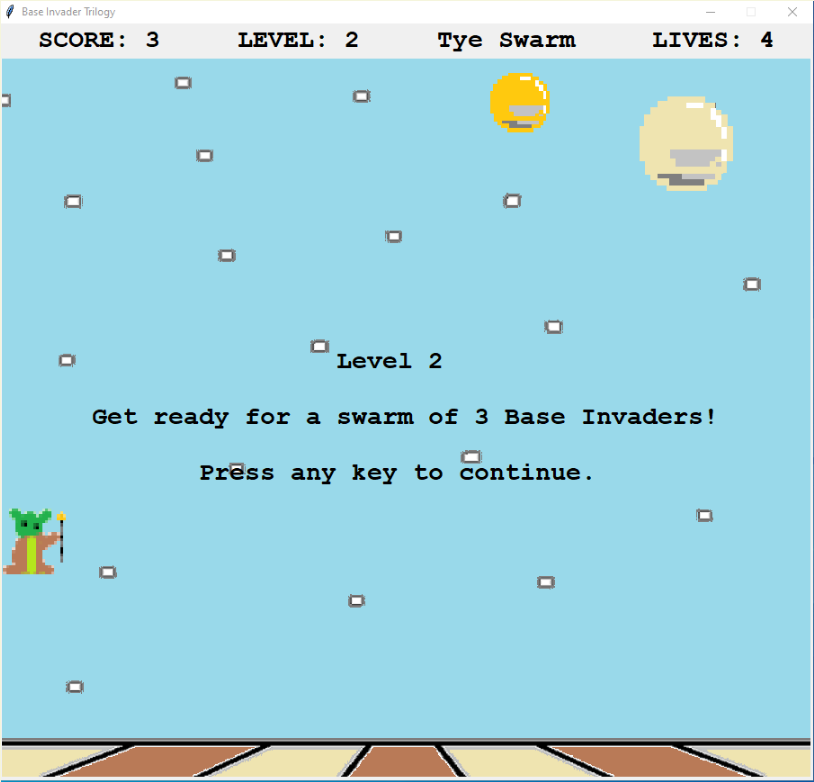 Base Invader Trilogy
SCORE: 3 LEVEL: 2 Tye Swarm LIVES: 4
Level 2
Get ready for a swarm of 3 Base Invaders!
Press any key to continue.